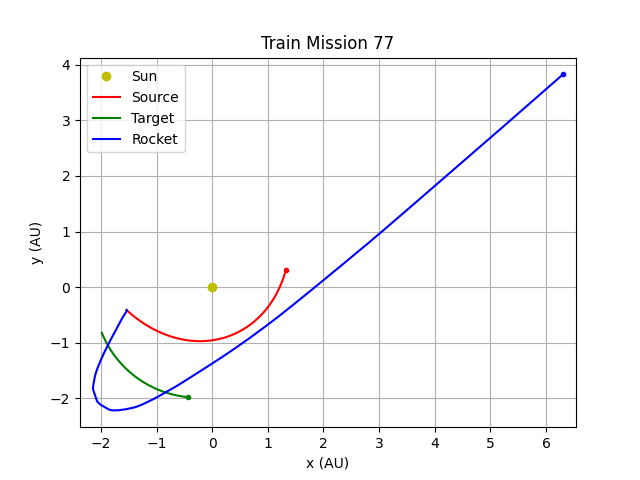 Train Mission 77
Sun
Source
Target
Rocket
4
3
2
1
0
−1
−2
y (AU)
−2 −1 0 1 2 3 4 5 6
x (AU)